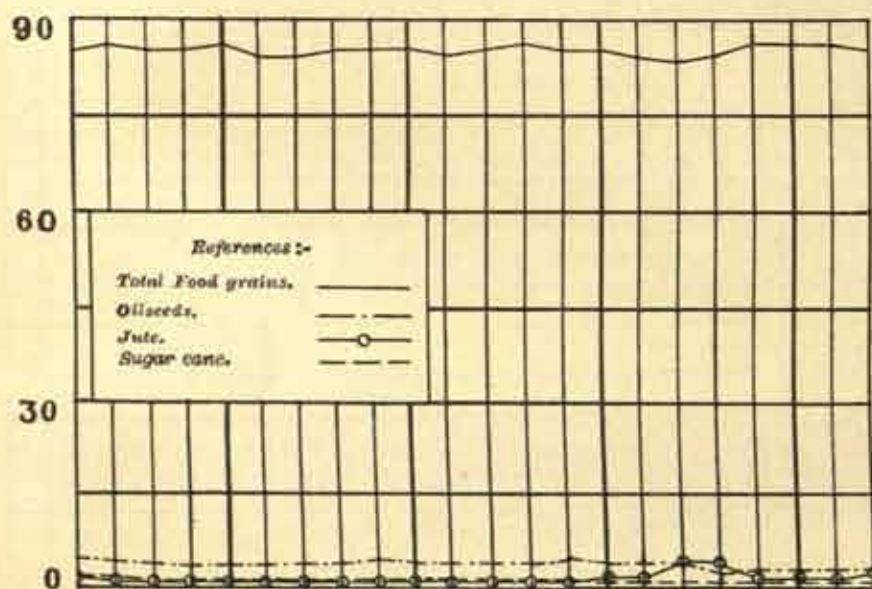 90
60
References :-
Total Food grains.
Oilseeds.
Jute.
Sugar cane.
30
0